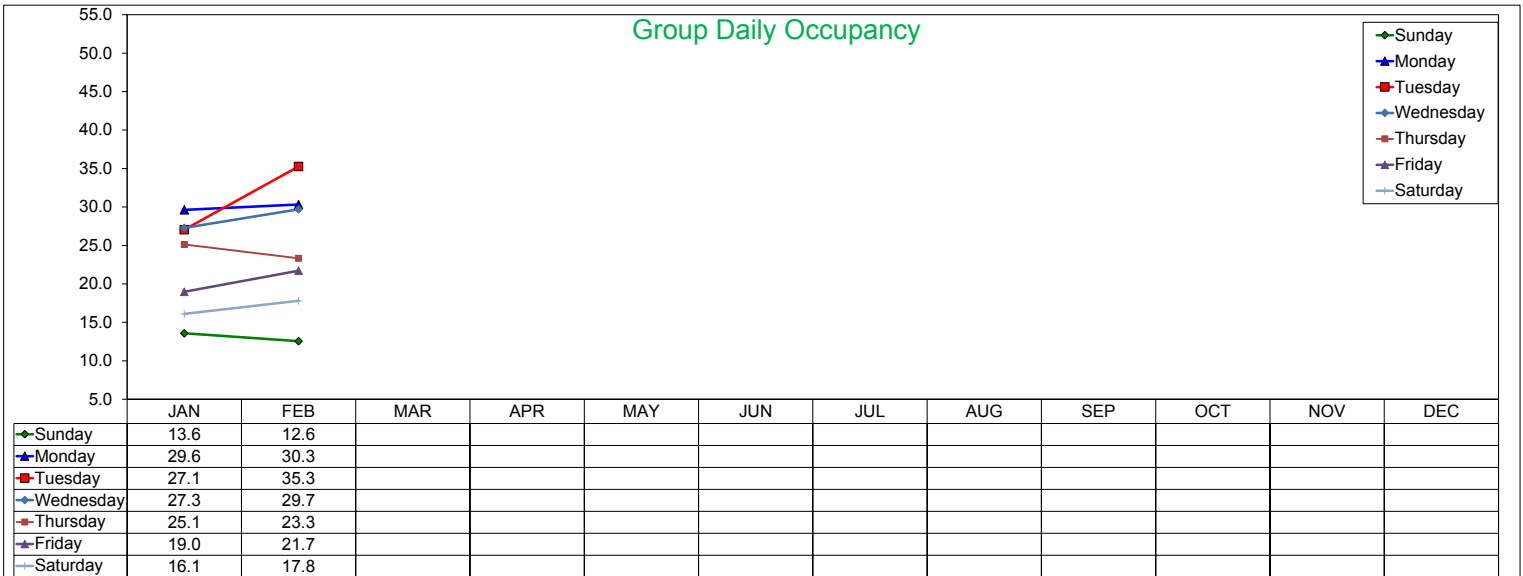 Group Daily Occupancy
55.0
50.0
45.0
40.0
35.0
30.0
25.0
20.0
15.0
10.0
5.0
Sunday
Monday
Tuesday
Wednesday
Thursday
Friday
Saturday
JAN FEB MAR APR MAY JUN JUL AUG SEP OCT NOV DEC
Sunday 13.6 12.6
Monday 29.6 30.3
Tuesday 27.1 35.3
Wednesday 27.3 29.7
Thursday 25.1 23.3
Friday 19.0 21.7
Saturday 16.1 17.8